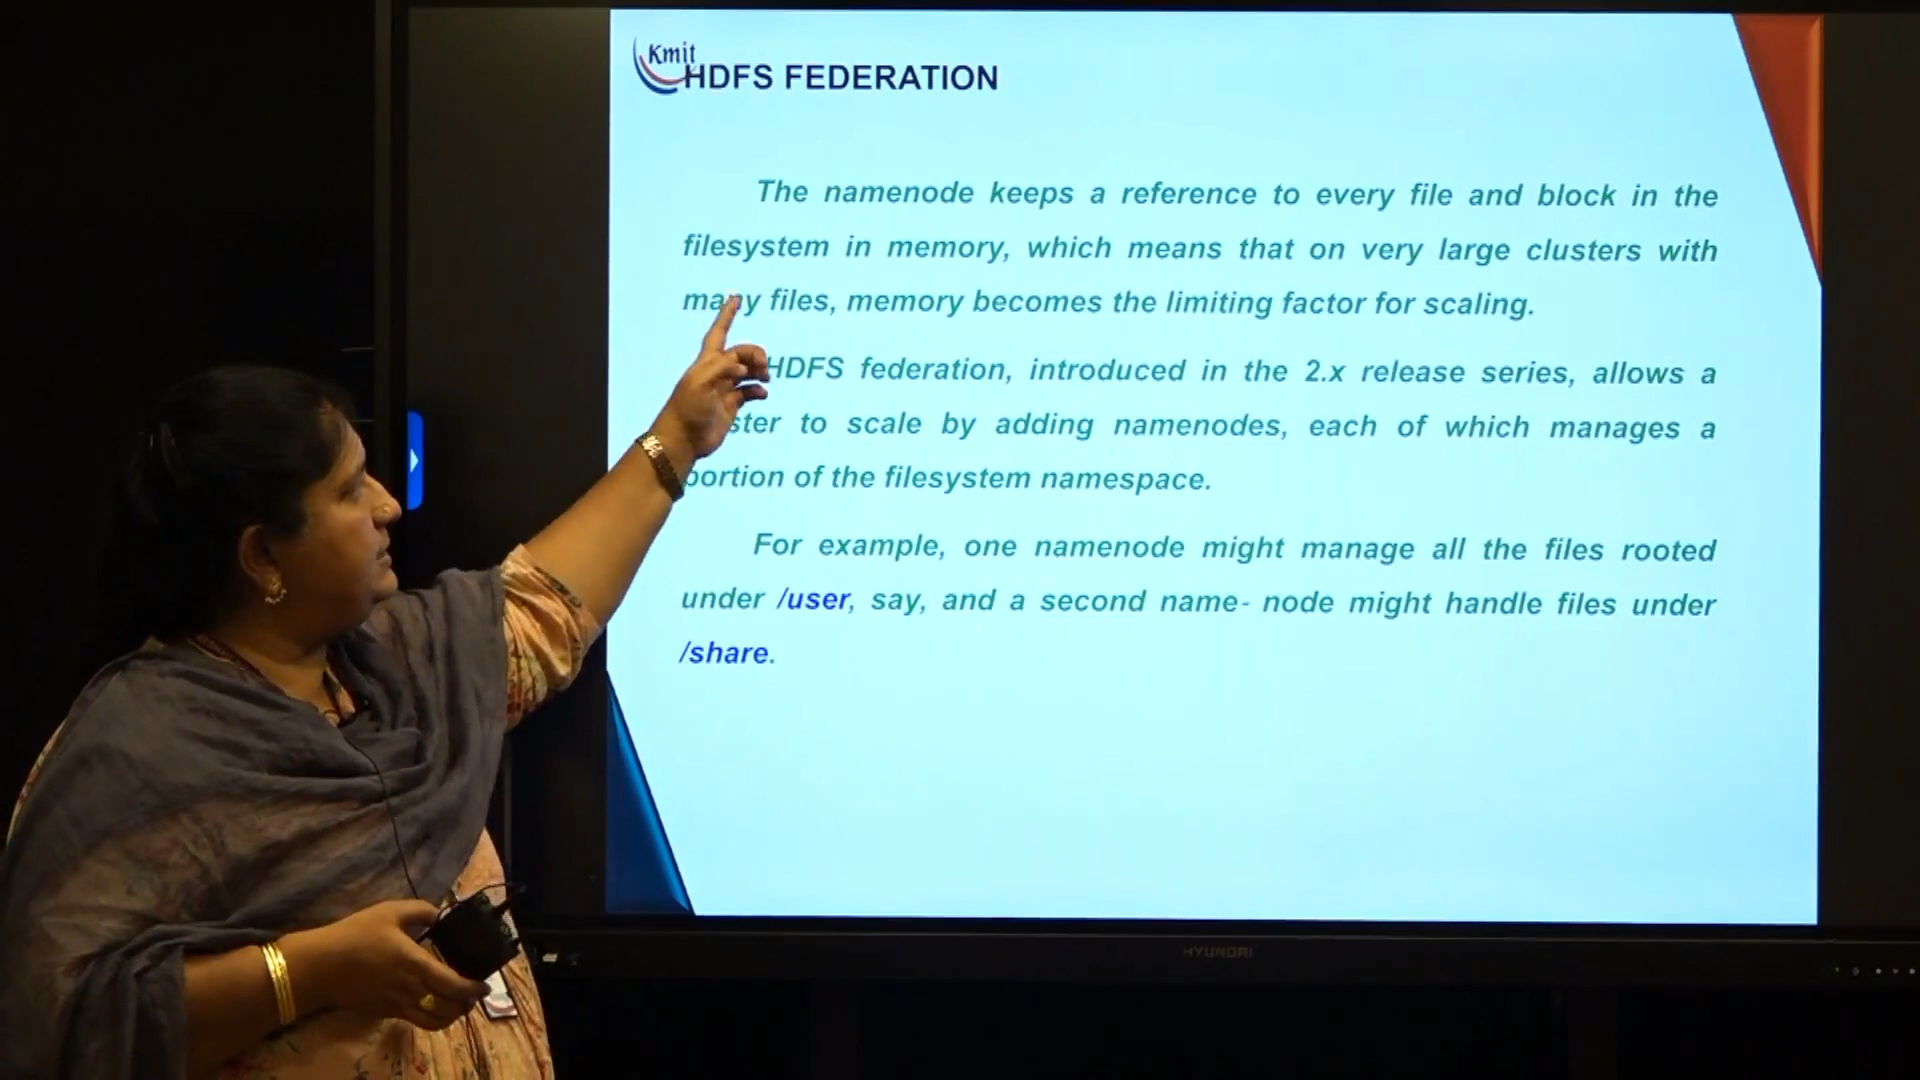 Kmit
HDFS FEDERATION
The namenode keeps a reference to every file and block in the
filesystem in memory, which means that on very large clusters with
many files, memory becomes the limiting factor for scaling.
HDFS federation, introduced in the 2.x release series, allows a
ster to scale by adding namenodes, each of which manages a
portion of the filesystem namespace.
For example, one namenode might manage all the files rooted
under /user, say, and a second name- node might handle files under
/share.
HYUNDAI